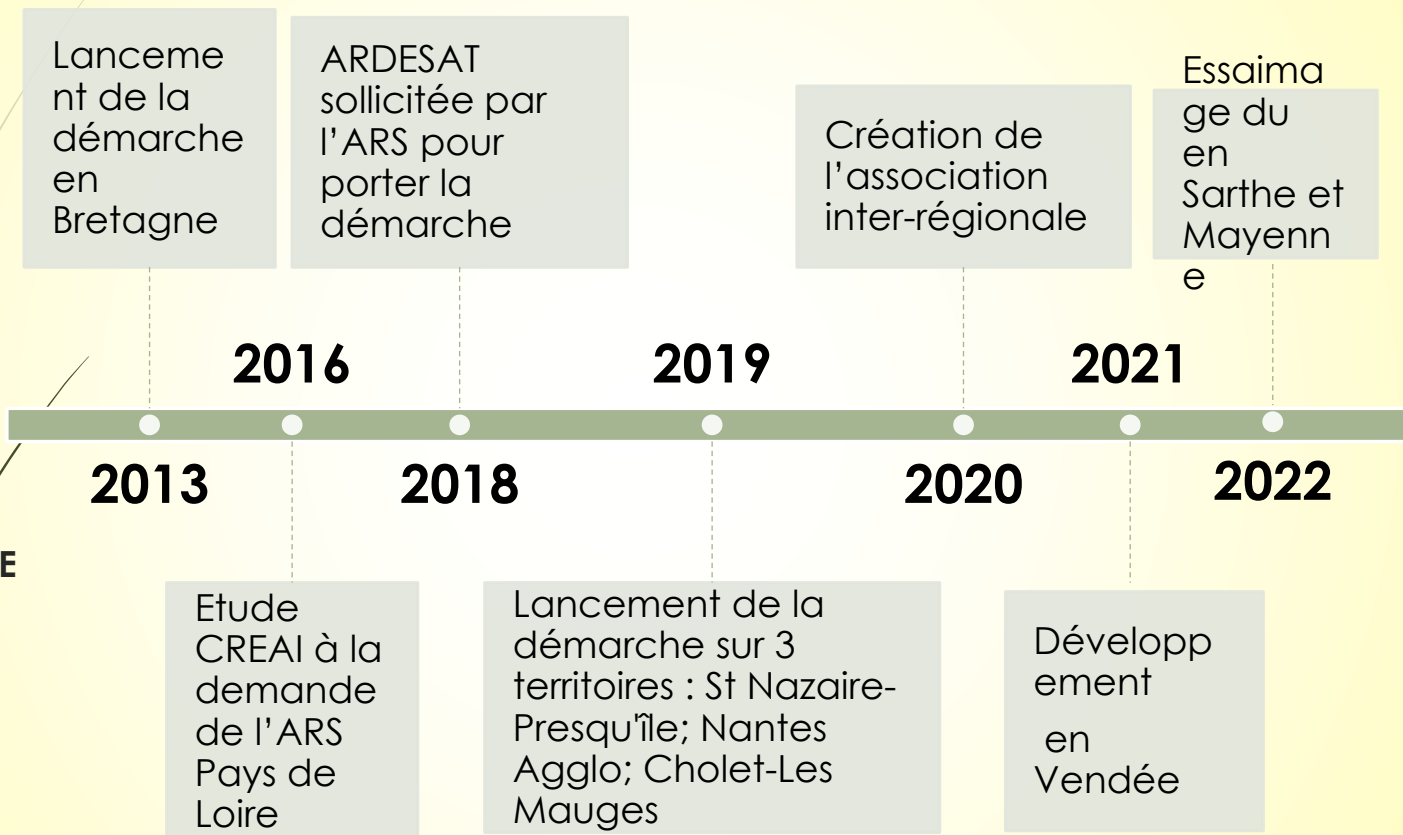 Lanceme
nt de la
démarche
en
Bretagne
ARDESAT
sollicitée par
l’ARS pour
porter la
démarche
Création de
l’association
inter-régionale
Essaima
ge du
en
Sarthe et
Mayenn
e
2016
2019
2021
2013
2018
2020
2022
E
Etude
CREAI à la
demande
de l’ARS
Pays de
Loire
Lancement de la
démarche sur 3
territoires : St Nazaire-
Presqu'île; Nantes
Agglo; Cholet-Les
Mauges
Développ
ement
en
Vendée